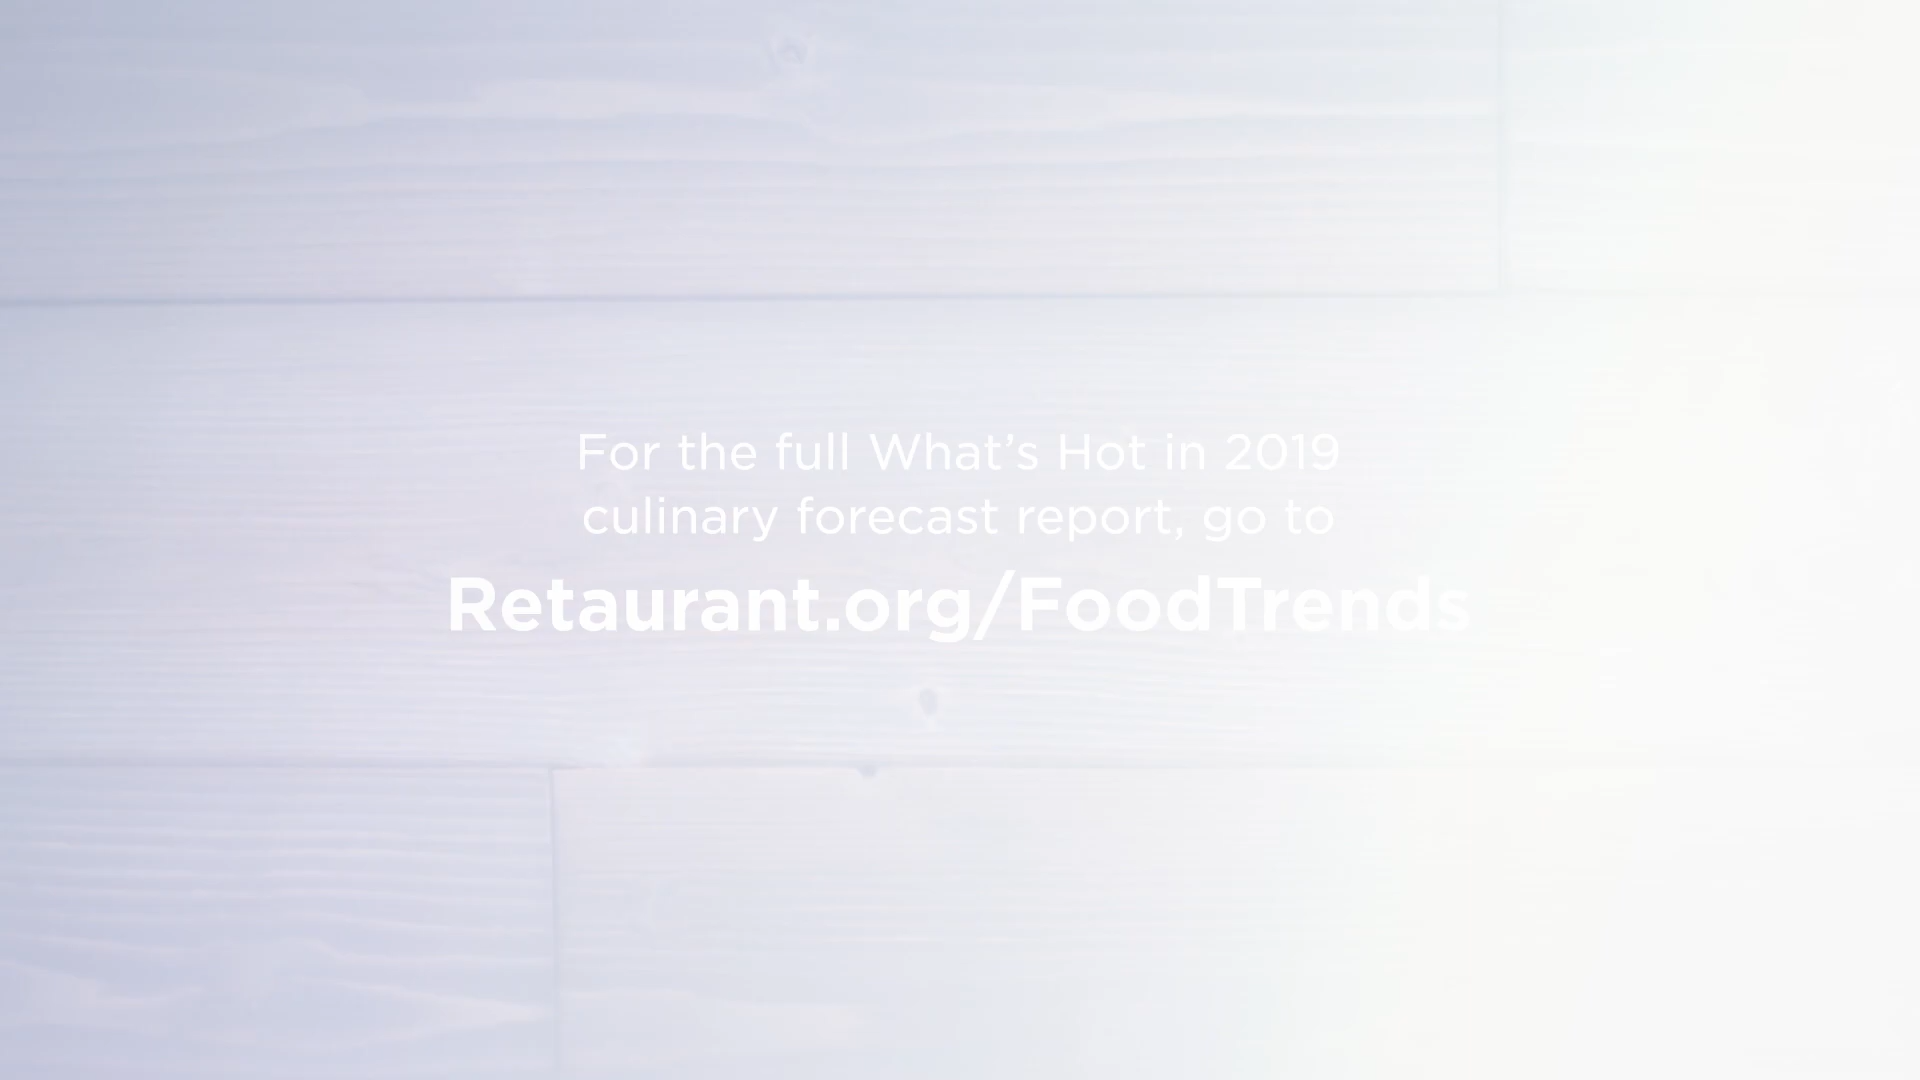 For the full What’s Hot in 2019
culinary forecast report, go to
Retaurant.org/FoodTrends